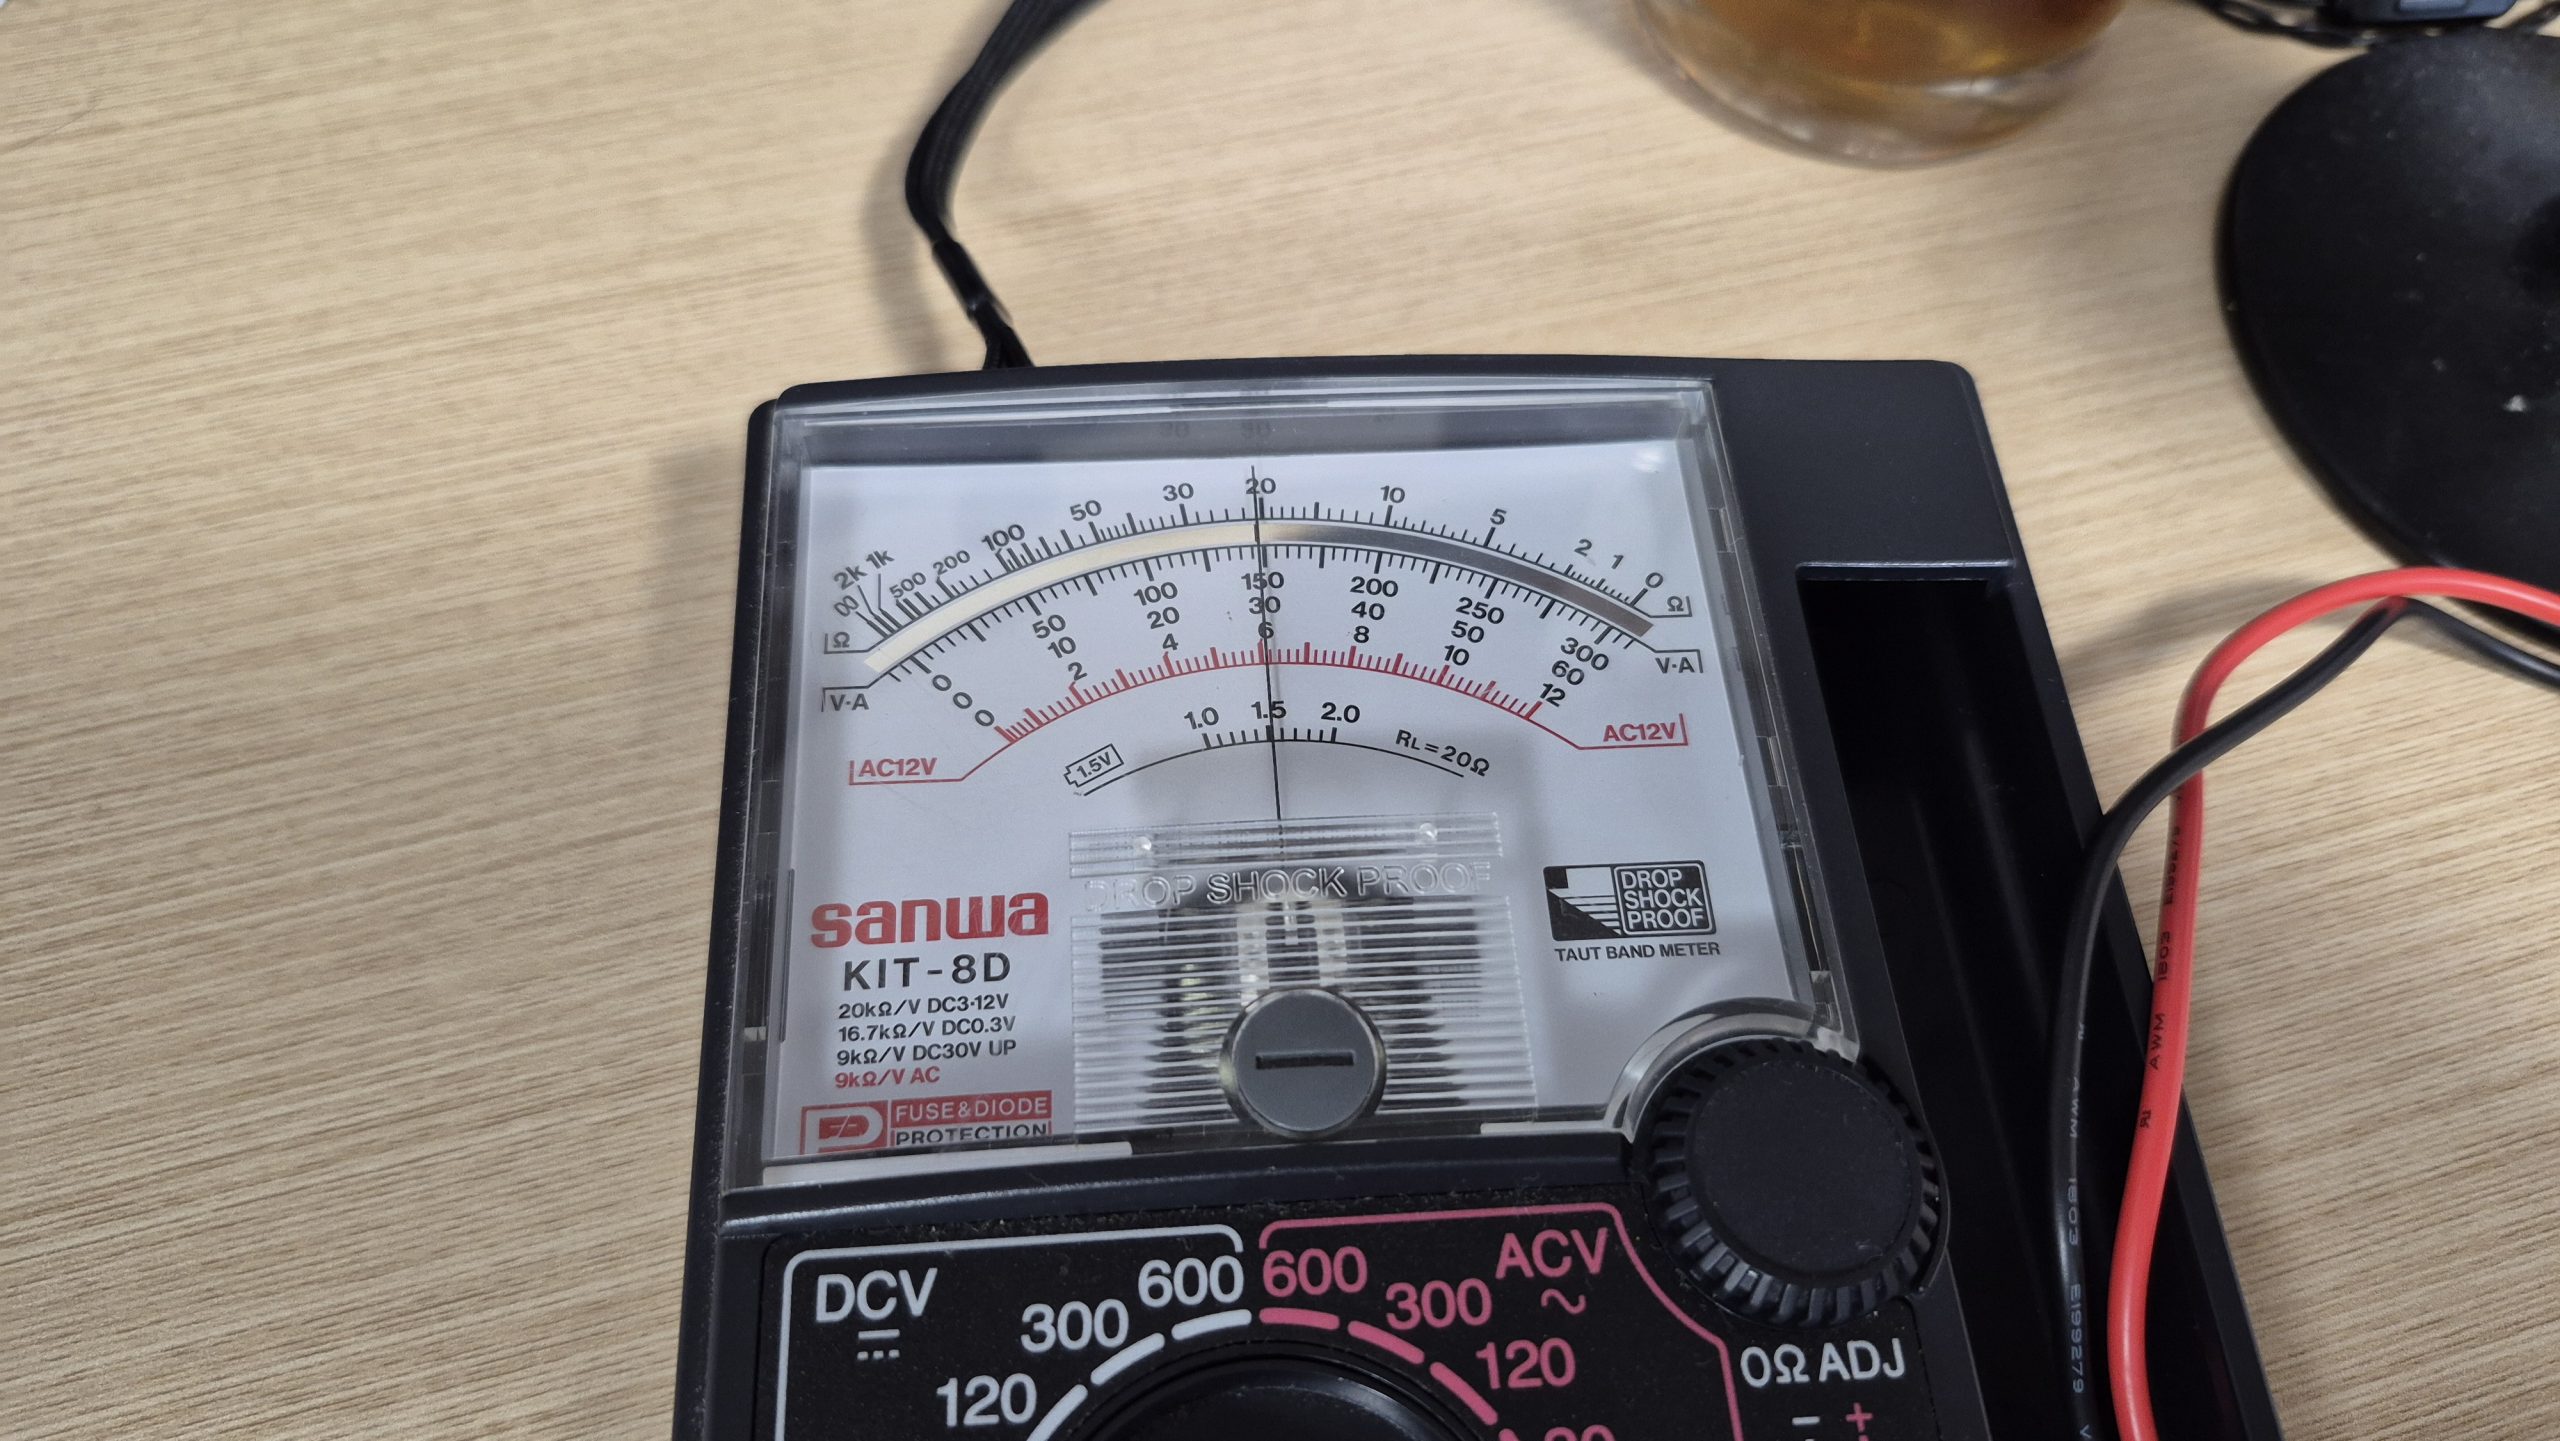 20
30
10
50
5
100
2
1
0
2k 1k
200
500
∞
Ω
Ω
150
100
200
50
250
0
300
30
20
40
10
50
0
60
V·A
V·A
6
4
8
2
10
0
12
AC12V
AC12V
1.0 1.5 2.0
1.5V
RL=20Ω
DROP SHOCK PROOF
sanwa
KIT-8D
20kΩ/V DC3·12V
16.7kΩ/V DC0.3V
9kΩ/V DC30V UP
9kΩ/V AC
FUSE&DIODE
PROTECTION
DROP
SHOCK
PROOF
TAUT BAND METER
DCV
600
300
120
600
300
120
ACV
0Ω ADJ
− +
AWM 1803 E199279